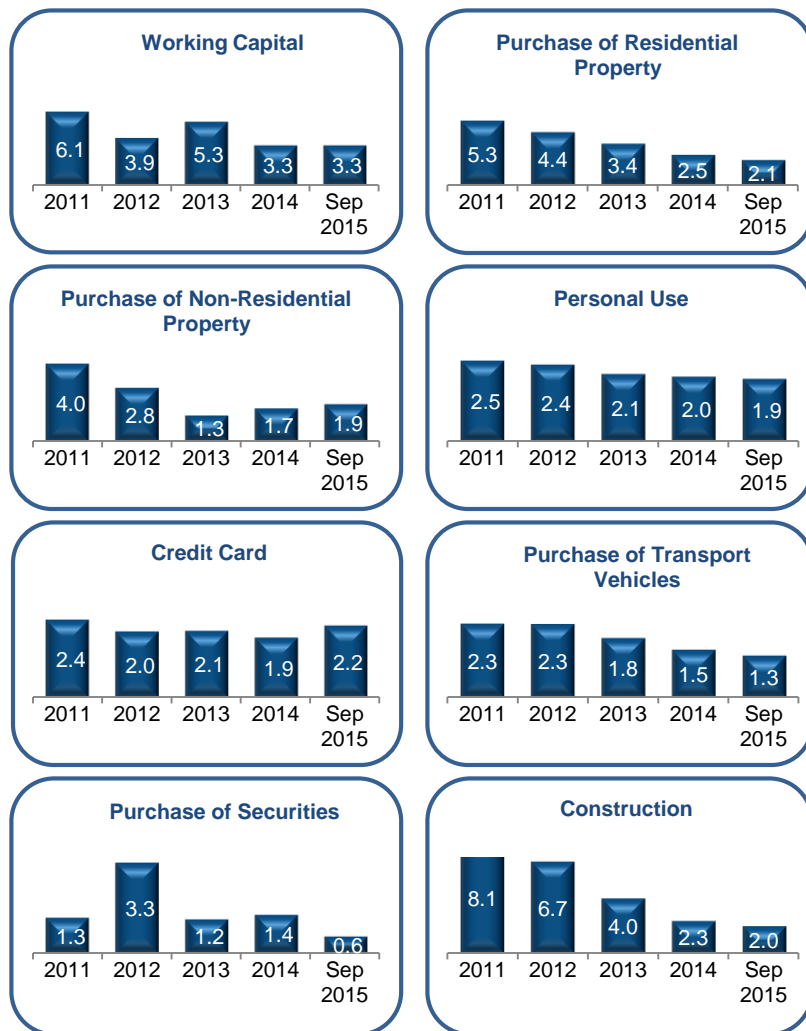 Working Capital
6.1
3.9
5.3
3.3
3.3
2011 2012 2013 2014 Sep
2015
Purchase of Residential
Property
5.3
4.4
3.4
2.5
2.1
2011 2012 2013 2014 Sep
2015
Purchase of Non-Residential
Property
4.0
2.8
1.3
1.7
1.9
2011 2012 2013 2014 Sep
2015
Personal Use
2.5
2.4
2.1
2.0
1.9
2011 2012 2013 2014 Sep
2015
Credit Card
2.4
2.0
2.1
1.9
2.2
2011 2012 2013 2014 Sep
2015
Purchase of Transport
Vehicles
2.3
2.3
1.8
1.5
1.3
2011 2012 2013 2014 Sep
2015
Purchase of Securities
1.3
3.3
1.2
1.4
0.6
2011 2012 2013 2014 Sep
2015
Construction
8.1
6.7
4.0
2.3
2.0
2011 2012 2013 2014 Sep
2015